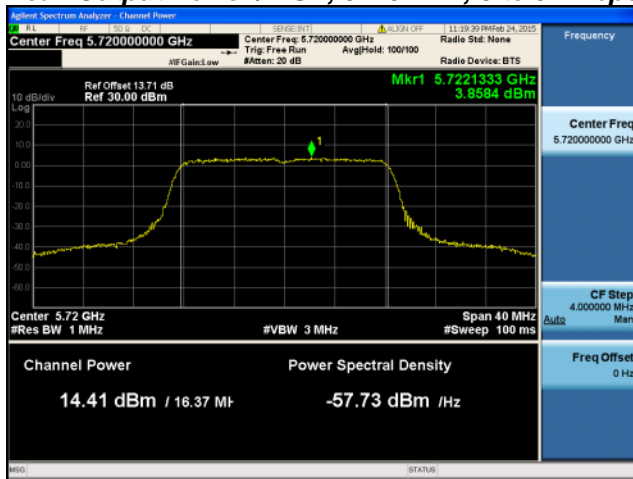 Agilent Spectrum Analyzer - Channel Power
RL RF 50 Ω DC SENSE:INT ALIGN OFF 11:19:39 PM Feb 24, 2015
Center Freq 5.720000000 GHz
Center Freq: 5.720000000 GHz
Radio Std: None
Trig: Free Run Avg|Hold: 100/100
#IFGain:Low #Atten: 20 dB Radio Device: BTS
Ref Offset 13.71 dB
10 dB/div Ref 30.00 dBm
Mkr1 5.7221333 GHz
3.8584 dBm
Log
20.0
10.0
0.00
-10.0
-20.0
-30.0
-40.0
-50.0
-60.0
1
Center 5.72 GHz Span 40 MHz
#Res BW 1 MHz #VBW 3 MHz #Sweep 100 ms
Channel Power Power Spectral Density
14.41 dBm / 16.37 MH -57.73 dBm /Hz
MSG STATUS
Frequency
Center Freq
5.720000000 GHz
CF Step
4.000000 MHz
Auto Man
Freq Offset
0 Hz